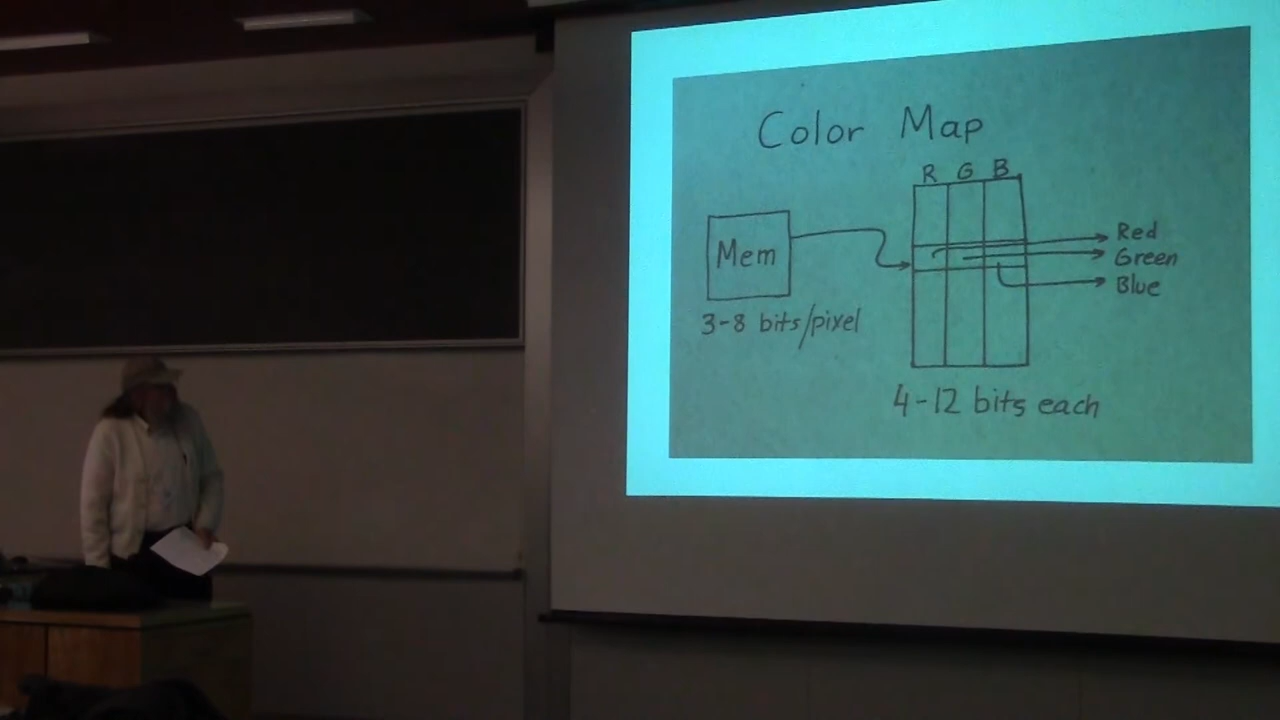 Color Map
R G B
Mem
Red
Green
Blue
3-8 bits/pixel
4-12 bits each